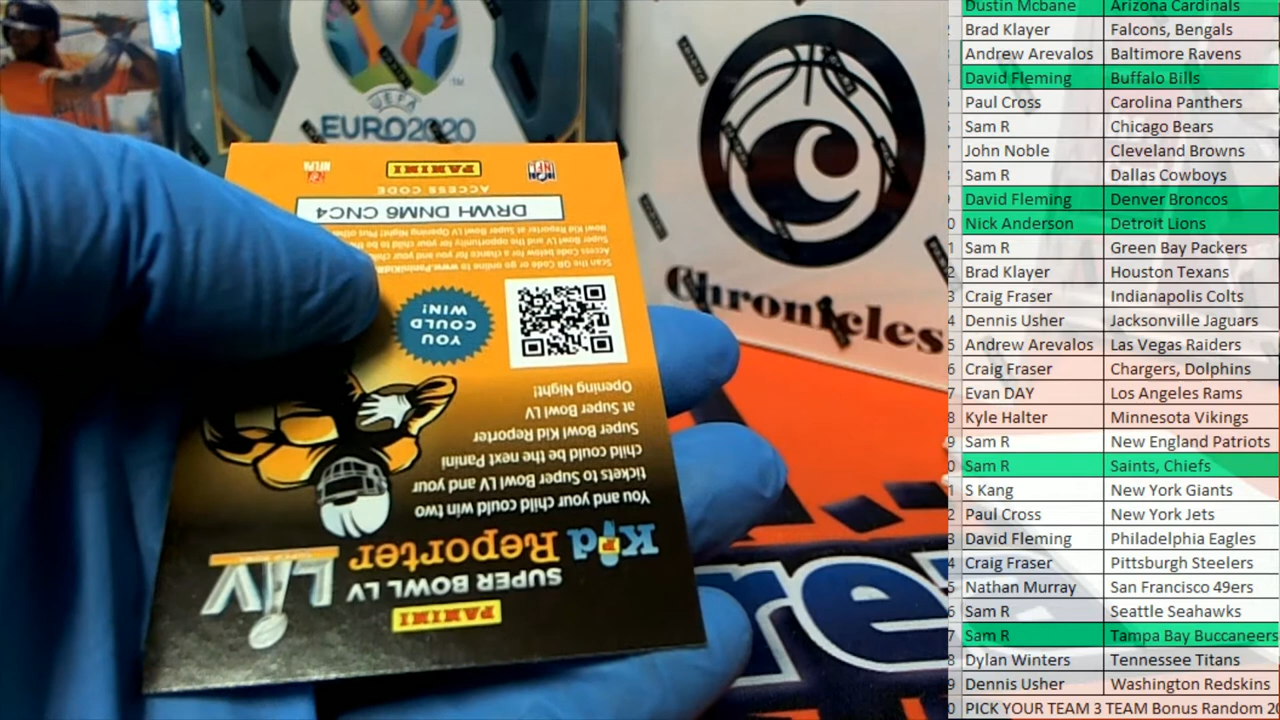 UEFA
EURO2020
TM
Chronicles
PANINI
SUPER BOWL LV
Kid Reporter
LIV
You and your child could win two
tickets to Super Bowl LV and your
child could be the next Panini
Super Bowl Kid Reporter
at Super Bowl LV
Opening Night!
YOU
COULD
WIN!
DRWH DNM6 CNC4
ACCESS CODE
PANINI
NFL
NFLPA
Dustin Mcbane Arizona Cardinals
Brad Klayer Falcons, Bengals
Andrew Arevalos Baltimore Ravens
David Fleming Buffalo Bills
Paul Cross Carolina Panthers
Sam R Chicago Bears
John Noble Cleveland Browns
Sam R Dallas Cowboys
David Fleming Denver Broncos
Nick Anderson Detroit Lions
Sam R Green Bay Packers
Brad Klayer Houston Texans
Craig Fraser Indianapolis Colts
Dennis Usher Jacksonville Jaguars
Andrew Arevalos Las Vegas Raiders
Craig Fraser Chargers, Dolphins
Evan DAY Los Angeles Rams
Kyle Halter Minnesota Vikings
Sam R New England Patriots
Sam R Saints, Chiefs
S Kang New York Giants
Paul Cross New York Jets
David Fleming Philadelphia Eagles
Craig Fraser Pittsburgh Steelers
Nathan Murray San Francisco 49ers
Sam R Seattle Seahawks
Sam R Tampa Bay Buccaneers
Dylan Winters Tennessee Titans
Dennis Usher Washington Redskins
PICK YOUR TEAM 3 TEAM Bonus Random